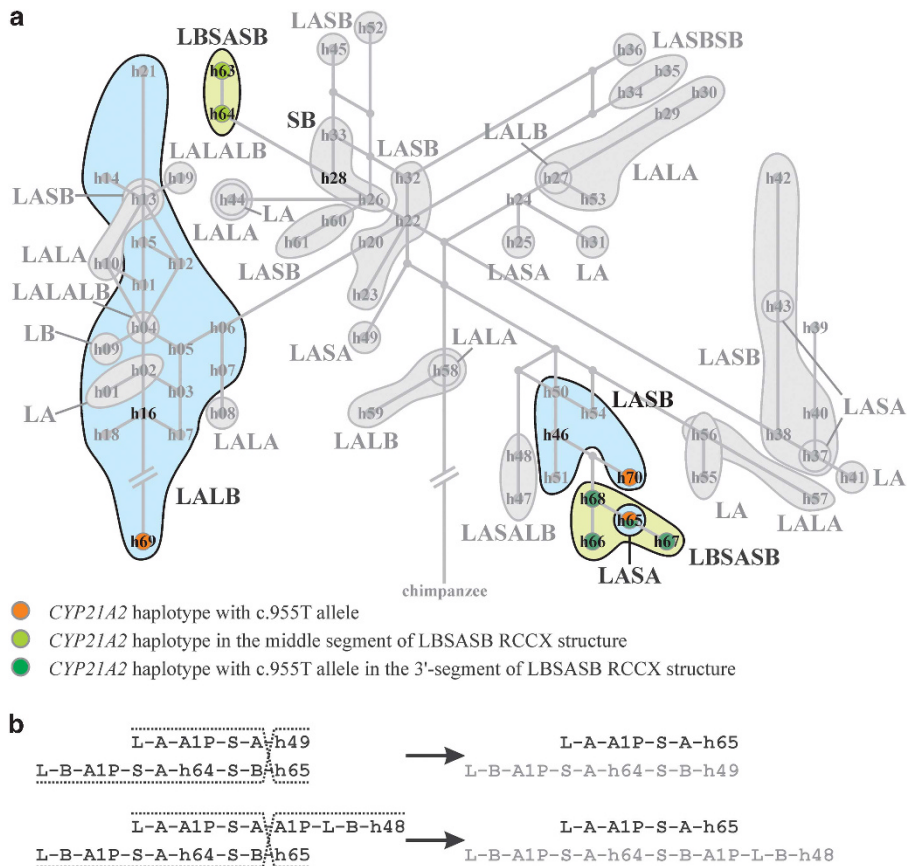 a
h52
LBSASB
LASB
h45
h36
LASBSB
h21
h63
h35
h34
h30
h64
SB
LALB
h29
LALALB
h33
LASB
h14
h19
h32
h27
LALA
h42
LASB
h13
h28
h44
LA
h26
h53
h24
LALA
h60
h22
h15
h61
h20
h25
h31
LALA
h10
h12
LASB
LASA
LA
h11
h23
LALALB
h43
h04
h06
h49
LALA
h39
LB
h09
h05
LASA
LASB
h02
h07
h58
h50
LASB
LASA
h01
h03
h54
h40
LA
h16
h08
h59
h46
h56
h38
h18
h17
LALA
LALB
h48
h37
h51
h70
h55
h41
LA
LALB
h47
h68
h57
LA
LASALB
h65
LALA
h69
h66
h67
LASA
LBSASB
chimpanzee
CYP21A2 haplotype with c.955T allele
CYP21A2 haplotype in the middle segment of LBSASB RCCX structure
CYP21A2 haplotype with c.955T allele in the 3'-segment of LBSASB RCCX structure
b
L-A-A1P-S-A-h49
L-A-A1P-S-A-h65
L-B-A1P-S-A-h64-S-B-h65
L-B-A1P-S-A-h64-S-B-h49
L-A-A1P-S-A-A1P-L-B-h48
L-A-A1P-S-A-h65
L-B-A1P-S-A-h64-S-B-h65
L-B-A1P-S-A-h64-S-B-A1P-L-B-h48